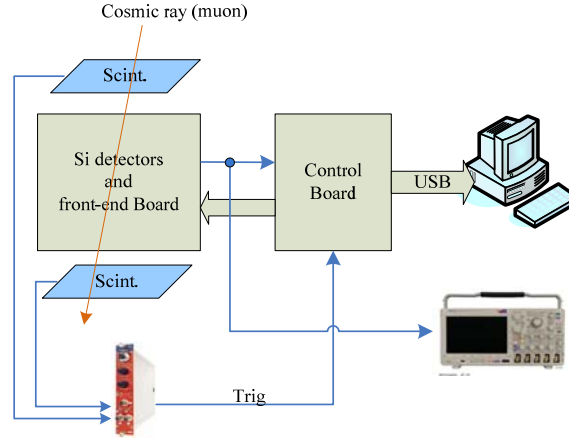 Cosmic ray (muon)
Scint.
Si detectors
and
front-end Board
Control
Board
USB
Scint.
Trig